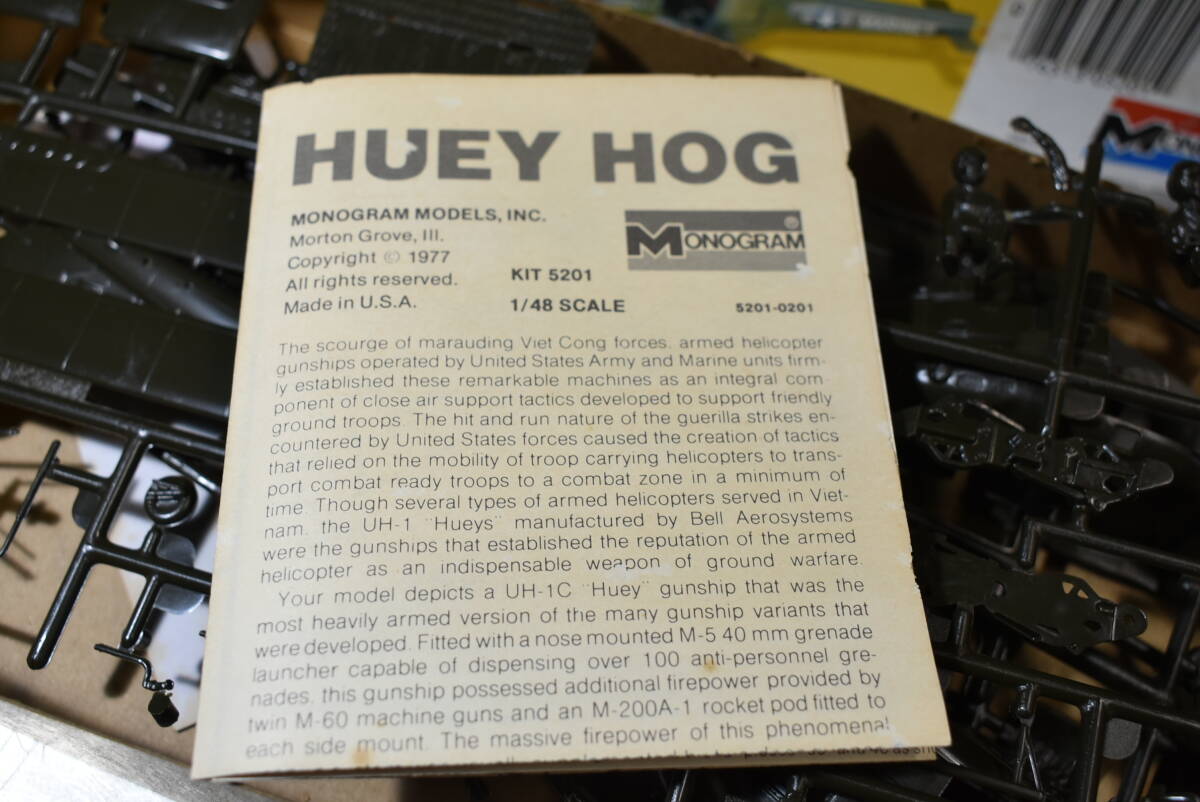 HUEY HOG
MONOGRAM MODELS, INC.
Morton Grove, Ill.
Copyright © 1977
All rights reserved.
Made in U.S.A.
KIT 5201
1/48 SCALE
MONOGRAM ®
5201-0201
The scourge of marauding Viet Cong forces. armed helicopter
gunships operated by United States Army and Marine units firm-
ly established these remarkable machines as an integral com-
ponent of close air support tactics developed to support friendly
ground troops. The hit and run nature of the guerilla strikes en-
countered by United States forces caused the creation of tactics
that relied on the mobility of troop carrying helicopters to trans-
port combat ready troops to a combat zone in a minimum of
time. Though several types of armed helicopters served in Viet-
nam. the UH-1 "Hueys" manufactured by Bell Aerosystems
were the gunships that established the reputation of the armed
helicopter as an indispensable weapon of ground warfare.
Your model depicts a UH-1C "Huey" gunship that was the
most heavily armed version of the many gunship variants that
were developed. Fitted with a nose mounted M-5 40 mm grenade
launcher capable of dispensing over 100 anti-personnel gre-
nades. this gunship possessed additional firepower provided by
twin M-60 machine guns and an M-200A-1 rocket pod fitted to
each side mount. The massive firepower of this phenomenal